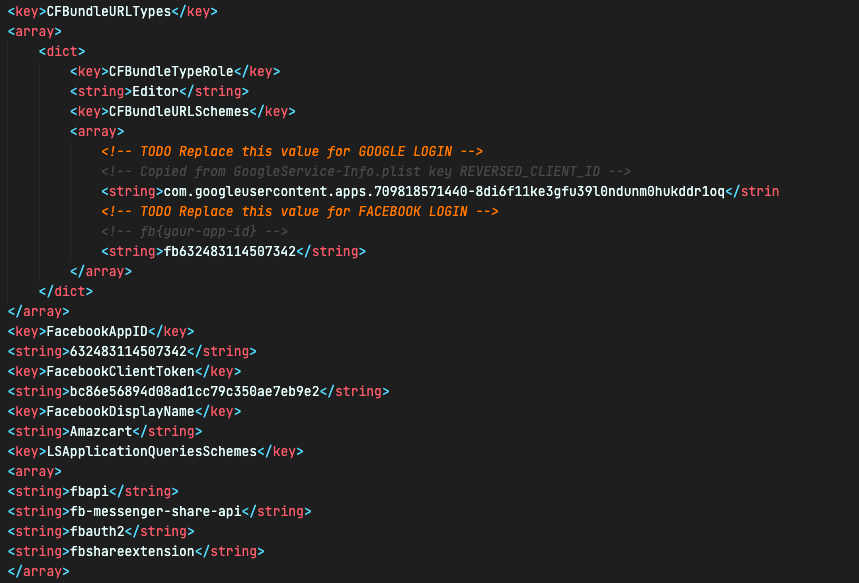 <key>CFBundleURLTypes</key>
<array>
<dict>
<key>CFBundleTypeRole</key>
<string>Editor</string>
<key>CFBundleURLSchemes</key>
<array>
<!-- TODO Replace this value for GOOGLE LOGIN -->
<!-- Copied from GoogleService-Info.plist key REVERSED_CLIENT_ID -->
<string>com.googleusercontent.apps.709818571440-8di6f11ke3gfu39l0ndunm0hukddr1oq</strin
<!-- TODO Replace this value for FACEBOOK LOGIN -->
<!-- fb{your-app-id} -->
<string>fb632483114507342</string>
</array>
</dict>
</array>
<key>FacebookAppID</key>
<string>632483114507342</string>
<key>FacebookClientToken</key>
<string>bc86e56894d08ad1cc79c350ae7eb9e2</string>
<key>FacebookDisplayName</key>
<string>Amazcart</string>
<key>LSApplicationQueriesSchemes</key>
<array>
<string>fbapi</string>
<string>fb-messenger-share-api</string>
<string>fbauth2</string>
<string>fbshareextension</string>
</array>